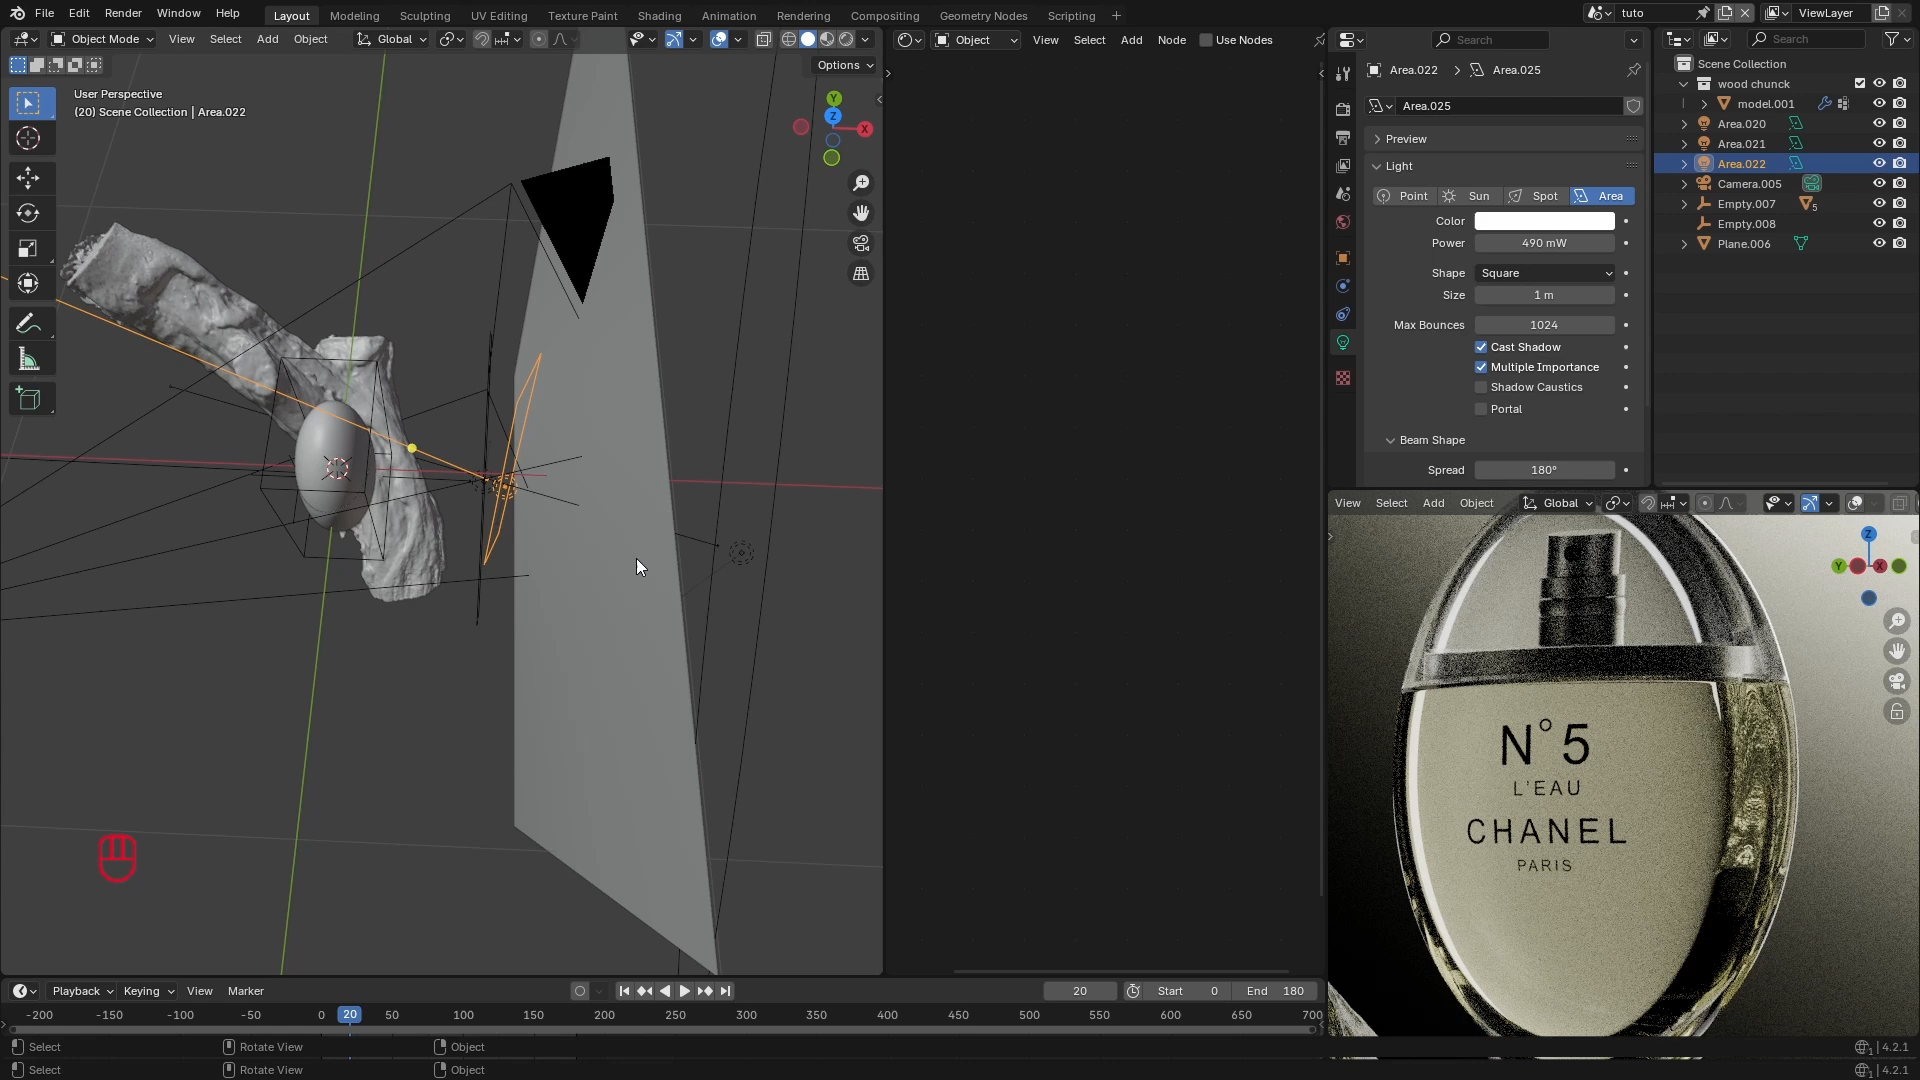 File Edit Render Window Help Layout Modeling Sculpting UV Editing Texture Paint Shading Animation Rendering Compositing Geometry Nodes Scripting + tuto ViewLayer
Object Mode View Select Add Object Global Object View Select Add Node Use Nodes Search Search
Options
User Perspective
(20) Scene Collection | Area.022
Y
Z
X
Area.022 > Area.025
Area.025
Preview
Light
Point Sun Spot Area
Color
Power 490 mW
Shape Square
Size 1 m
Max Bounces 1024
Cast Shadow
Multiple Importance
Shadow Caustics
Portal
Beam Shape
Spread 180°
Scene Collection
wood chunck
model.001
Area.020
Area.021
Area.022
Camera.005
Empty.007 5
Empty.008
Plane.006
View Select Add Object Global
Z
Y X
N°5
L'EAU
CHANEL
PARIS
Playback Keying View Marker 20 Start 0 End 180
-200 -150 -100 -50 0 20 50 100 150 200 250 300 350 400 450 500 550 600 650 700
Select Rotate View Object 1 | 4.2.1
Select Rotate View Object 1 | 4.2.1